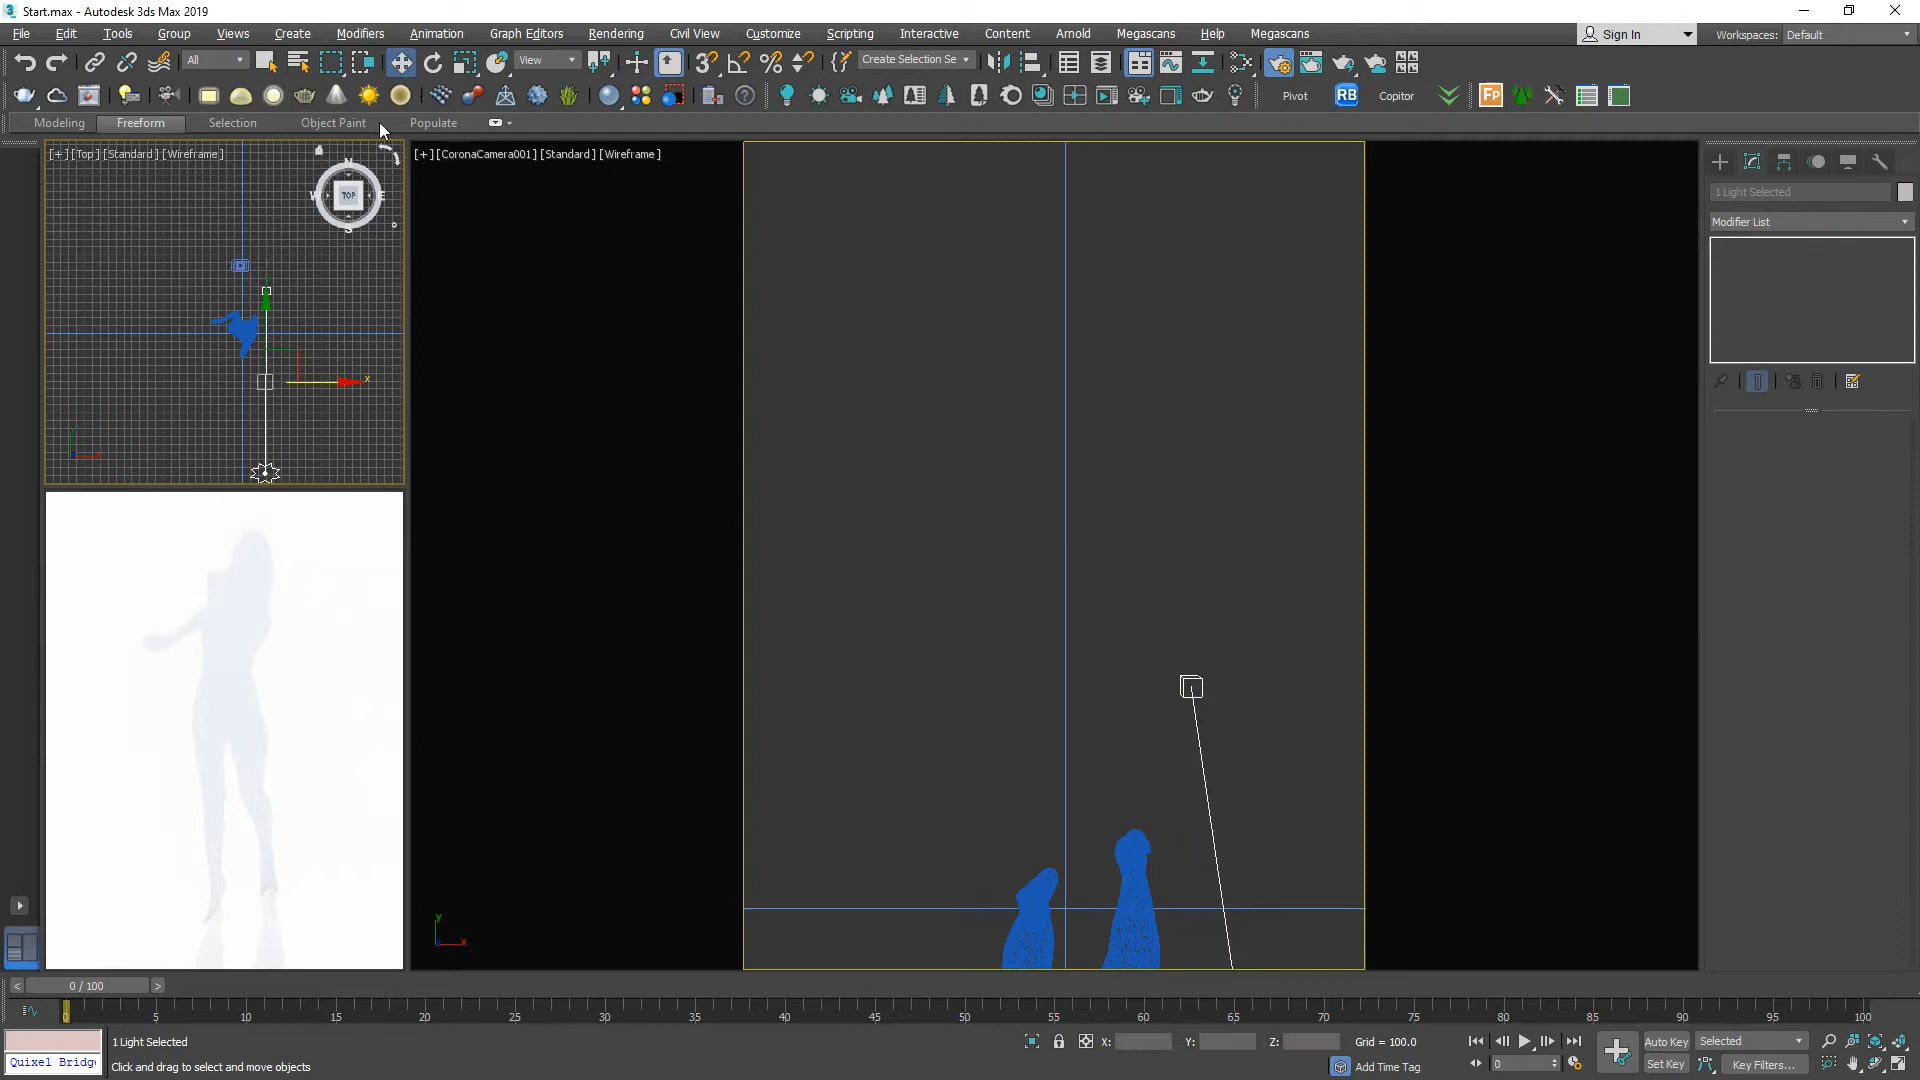 Start.max - Autodesk 3ds Max 2019
File Edit Tools Group Views Create Modifiers Animation Graph Editors Rendering Civil View Customize Scripting Interactive Content Arnold Megascans Help Megascans Sign In Workspaces: Default
All View Create Selection Se
Pivot RB Copitor FP
Modeling Freeform Selection Object Paint Populate
[+] [Top] [Standard] [Wireframe]
N
W TOP E
S
x
[+] [CoronaCamera001] [Standard] [Wireframe]
y
x
1 Light Selected
Modifier List
< 0 / 100 >
0 5 10 15 20 25 30 35 40 45 50 55 60 65 70 75 80 85 90 95 100
1 Light Selected X: Y: Z: Grid = 100.0 Auto Key Selected
Quixel Bridg Click and drag to select and move objects Add Time Tag 0 Set Key Key Filters...